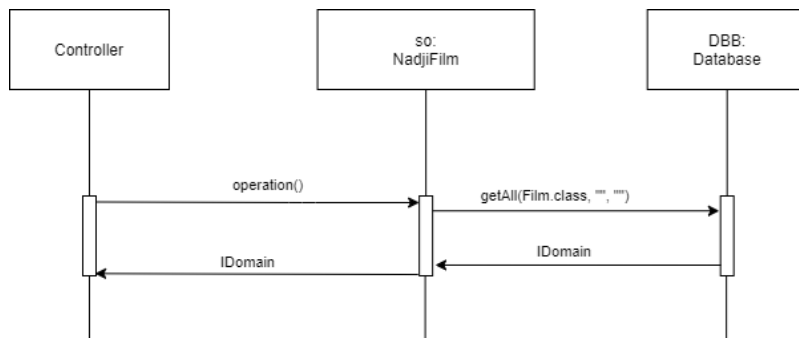 Controller
so:
NadjiFilm
DBB:
Database
operation()
getAll(Film.class, "", "")
IDomain
IDomain